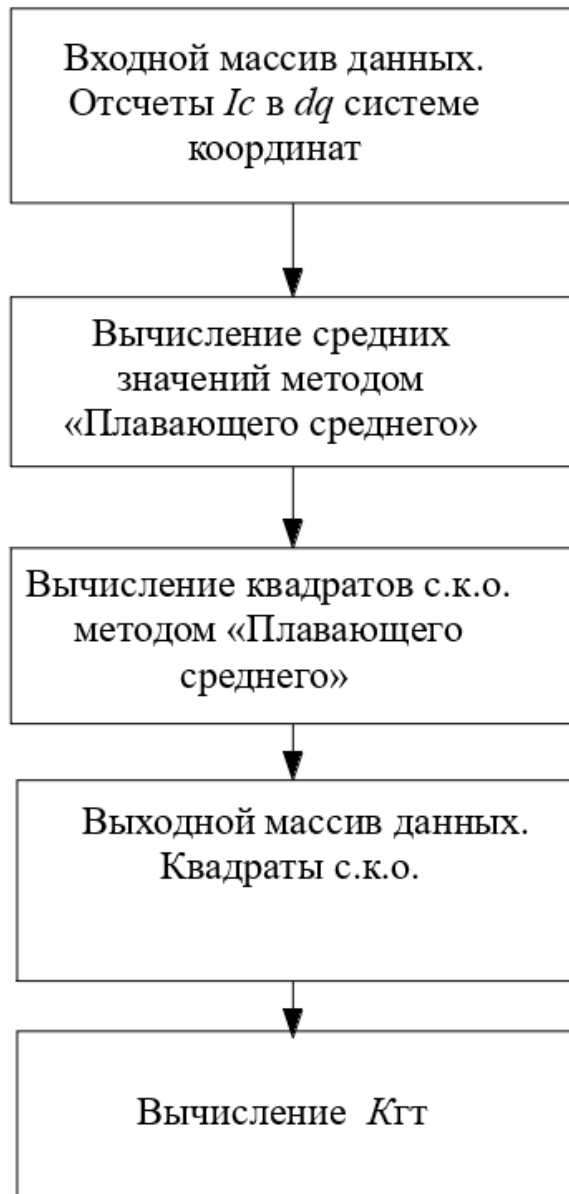 Входной массив данных.
Отсчеты Iс в dq системе
координат
Вычисление средних
значений методом
«Плавающего среднего»
Вычисление квадратов с.к.о.
методом «Плавающего
среднего»
Выходной массив данных.
Квадраты с.к.о.
Вычисление Кгт